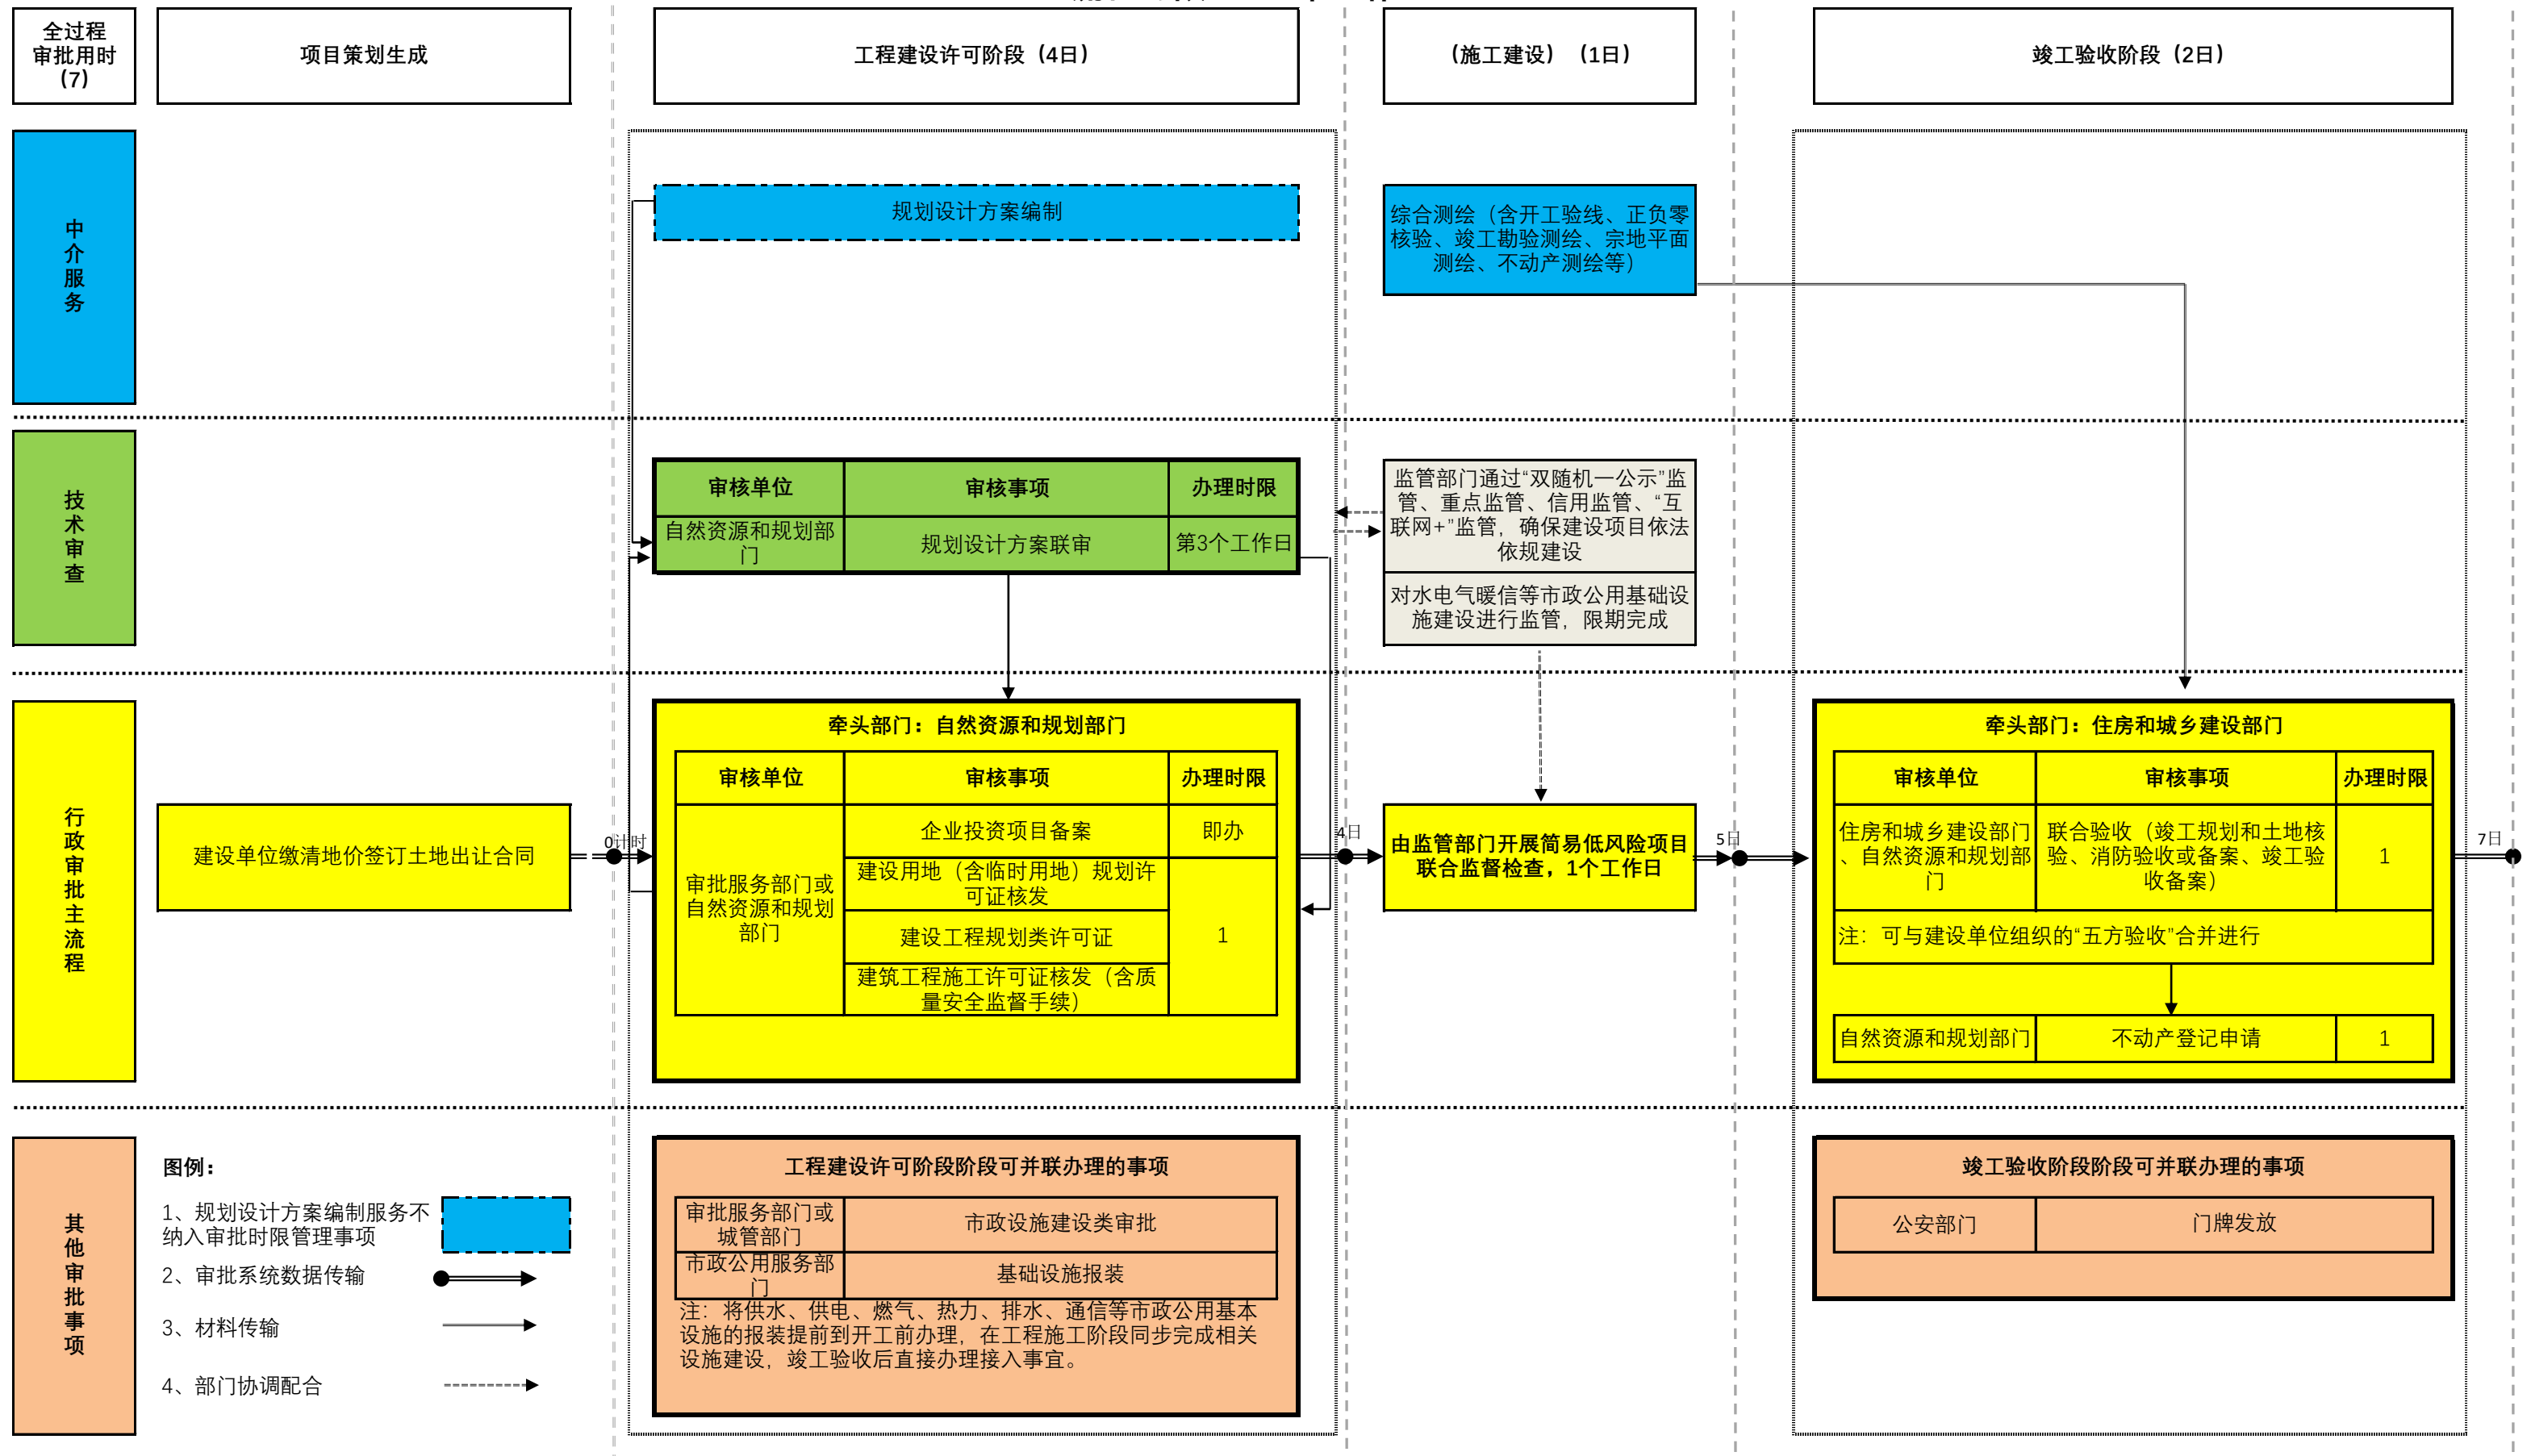 全过程
审批用时
(7)
项目策划生成
工程建设许可阶段（4日）
（施工建设）（1日）
竣工验收阶段（2日）
中
介
服
务
规划设计方案编制
综合测绘（含开工验线、正负零
核验、竣工勘验测绘、宗地平面
测绘、不动产测绘等）
技
术
审
查
审核单位
审核事项
办理时限
自然资源和规划部
门
规划设计方案联审
第3个工作日
监管部门通过“双随机一公示”监
管、重点监管、信用监管、“互
联网+”监管，确保建设项目依法
依规建设
对水电气暖信等市政公用基础设
施建设进行监管，限期完成
行
政
审
批
主
流
程
建设单位缴清地价签订土地出让合同
0计时
牵头部门：自然资源和规划部门
审核单位
审核事项
办理时限
审批服务部门或
自然资源和规划
部门
企业投资项目备案
即办
建设用地（含临时用地）规划许
可证核发
建设工程规划类许可证
建筑工程施工许可证核发（含质
量安全监督手续）
1
4日
由监管部门开展简易低风险项目
联合监督检查，1个工作日
5日
牵头部门：住房和城乡建设部门
审核单位
审核事项
办理时限
住房和城乡建设部门
、自然资源和规划部
门
联合验收（竣工规划和土地核
验、消防验收或备案、竣工验
收备案）
1
注：可与建设单位组织的“五方验收”合并进行
自然资源和规划部门
不动产登记申请
1
7日
其
他
审
批
事
项
图例：
1、规划设计方案编制服务不
纳入审批时限管理事项
2、审批系统数据传输
3、材料传输
4、部门协调配合
工程建设许可阶段阶段可并联办理的事项
审批服务部门或
城管部门
市政设施建设类审批
市政公用服务部
门
基础设施报装
注：将供水、供电、燃气、热力、排水、通信等市政公用基本
设施的报装提前到开工前办理，在工程施工阶段同步完成相关
设施建设，竣工验收后直接办理接入事宜。
竣工验收阶段阶段可并联办理的事项
公安部门
门牌发放